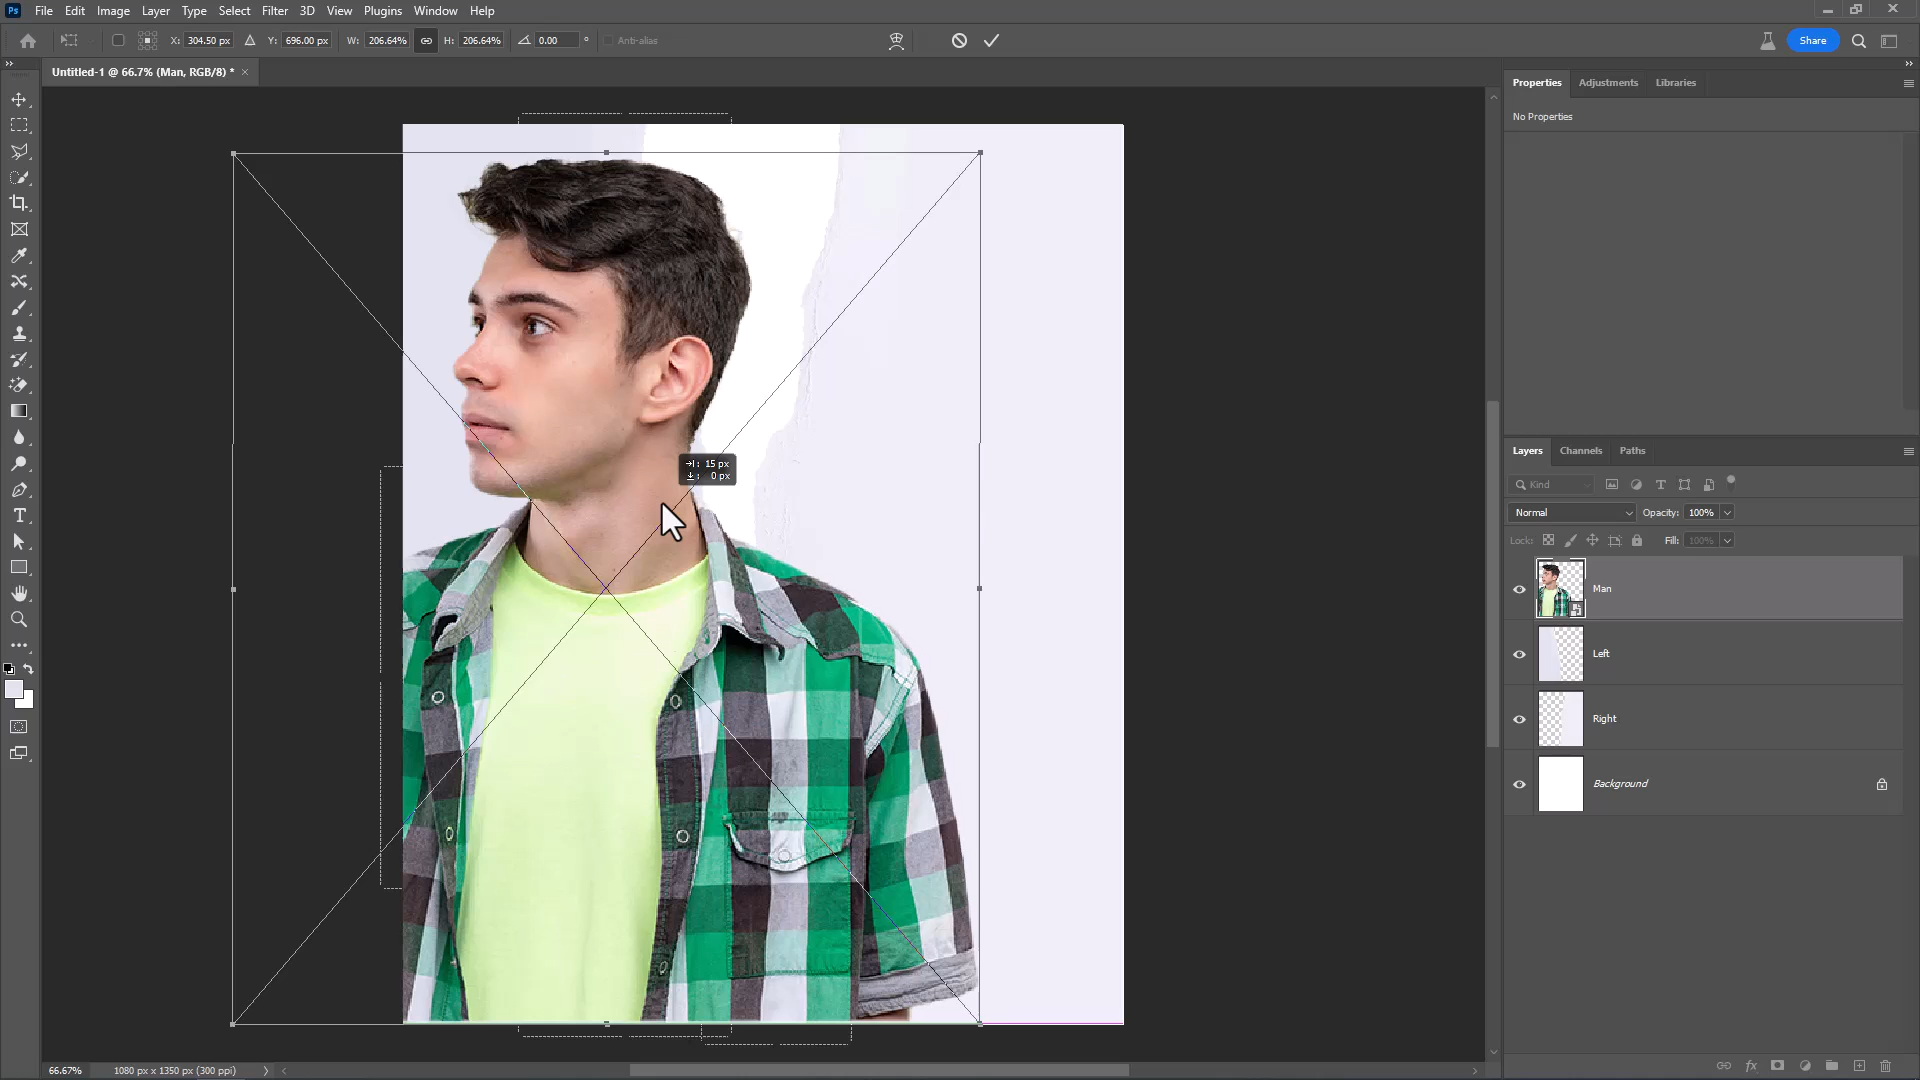 Ps File Edit Image Layer Type Select Filter 3D View Plugins Window Help
X: 304.50 px Y: 696.00 px W: 206.64% H: 206.64% 0.00 ° Anti-alias Share
Untitled-1 @ 66.7% (Man, RGB/8) * ×
Properties Adjustments Libraries
No Properties
Layers Channels Paths
Kind
Normal Opacity: 100%
Lock: Fill: 100%
Man
Left
Right
Background
: 15 px
: 0 px
66.67% 1080 px x 1350 px (300 ppi)